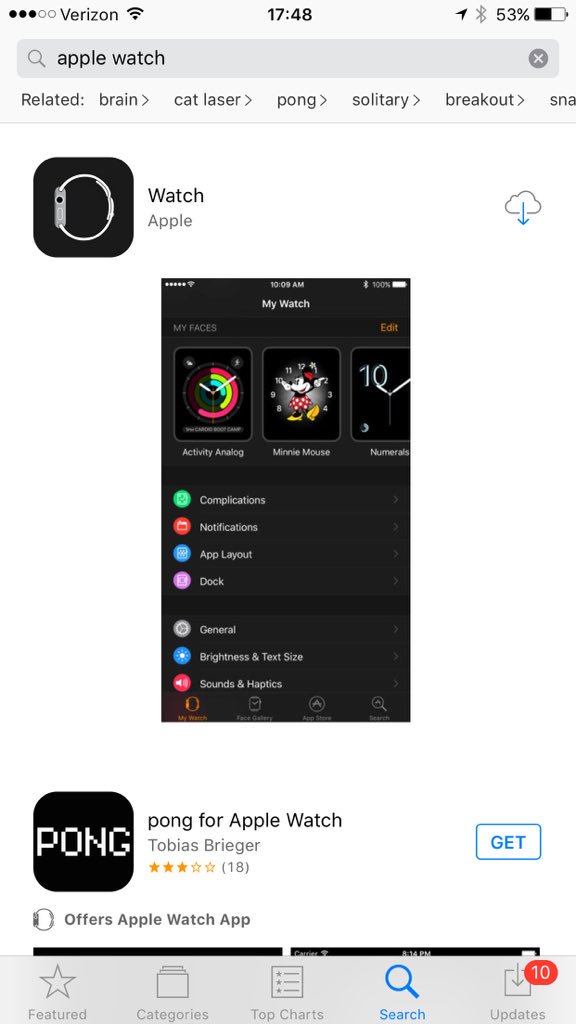 Verizon 17:48 53%
apple watch
Related: brain> cat laser> pong> solitary> breakout> sna
Watch
Apple
10:09 AM 100%
My Watch
MY FACES Edit
10
12
Activity Analog Minnie Mouse Numerals
Complications
Notifications
App Layout
Dock
General
Brightness & Text Size
Sounds & Haptics
My Watch Face Gallery App Store Search
PONG
pong for Apple Watch
Tobias Brieger
(18)
GET
Offers Apple Watch App
Carrier 8:14 PM
10
Featured Categories Top Charts Search Updates